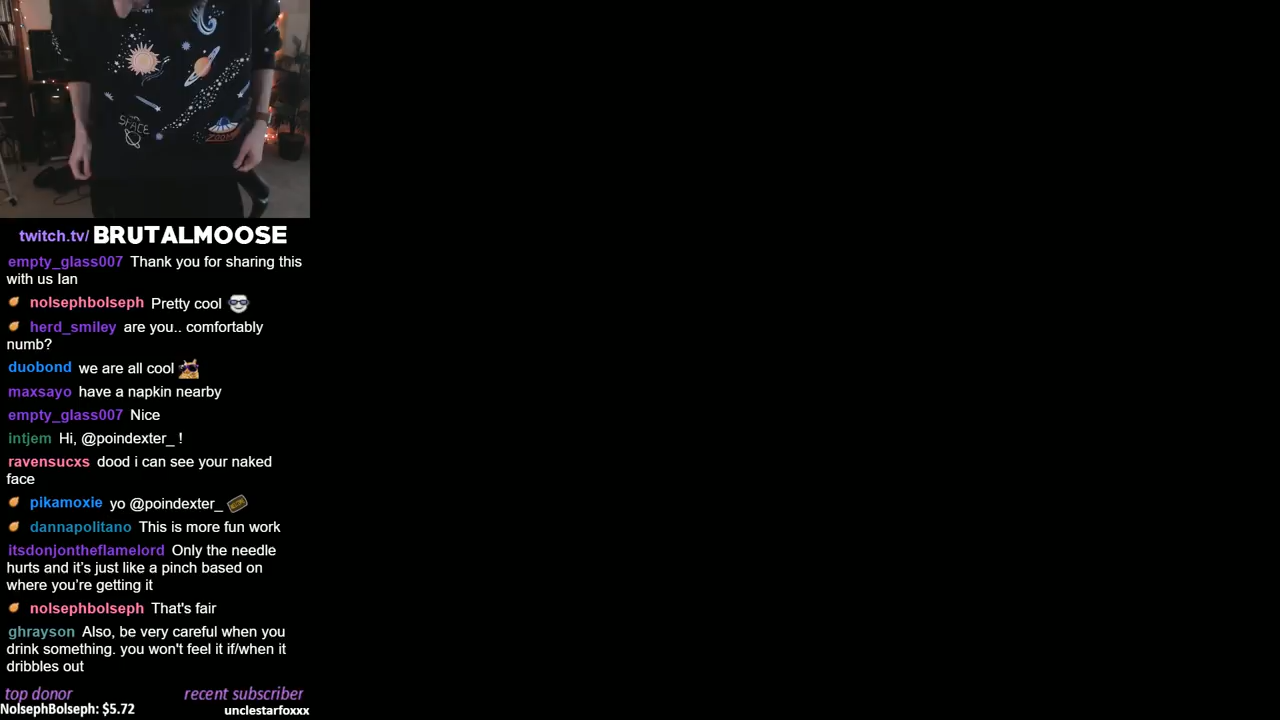 SPACE
ZOOM
twitch.tv/BRUTALMOOSE
empty_glass007 Thank you for sharing this
with us Ian
nolsephbolseph Pretty cool
herd_smiley are you.. comfortably
numb?
duobond we are all cool
maxsayo have a napkin nearby
empty_glass007 Nice
intjem Hi, @poindexter_ !
ravensucxs dood i can see your naked
face
pikamoxie yo @poindexter_
dannapolitano This is more fun work
itsdonjontheflamelord Only the needle
hurts and it's just like a pinch based on
where you're getting it
nolsephbolseph That's fair
ghrayson Also, be very careful when you
drink something. you won't feel it if/when it
dribbles out
top donor recent subscriber
NolsephBolseph: $5.72 unclestarfoxxx